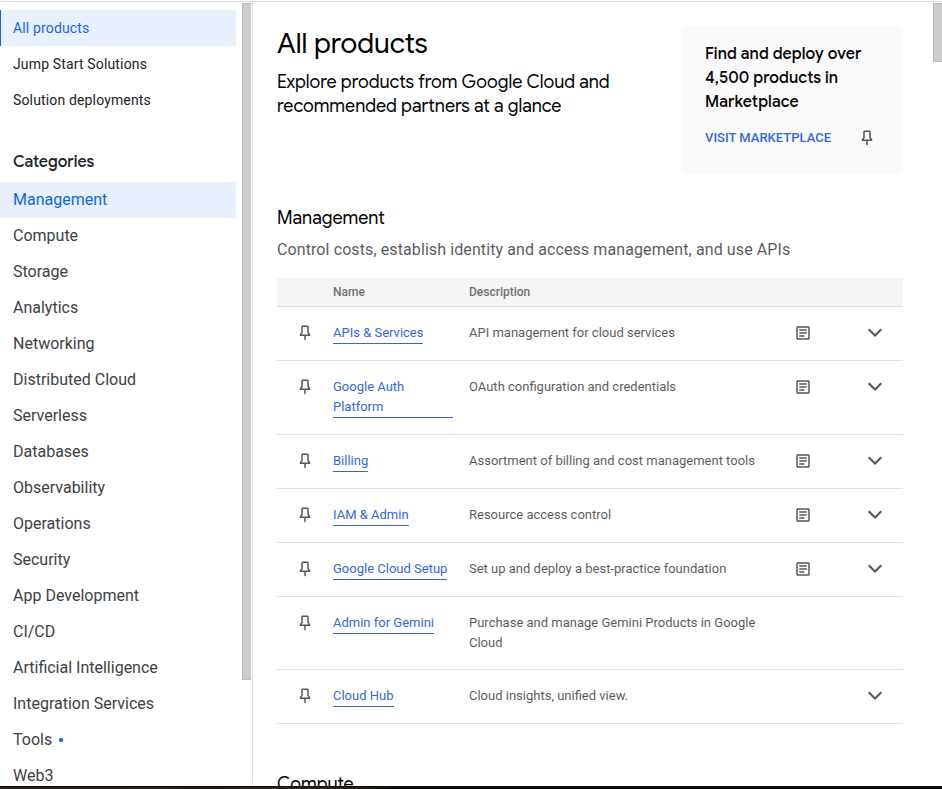 All products
Jump Start Solutions
Solution deployments
Categories
Management
Compute
Storage
Analytics
Networking
Distributed Cloud
Serverless
Databases
Observability
Operations
Security
App Development
CI/CD
Artificial Intelligence
Integration Services
Tools
Web3
All products
Explore products from Google Cloud and
recommended partners at a glance
Find and deploy over
4,500 products in
Marketplace
VISIT MARKETPLACE
Management
Control costs, establish identity and access management, and use APIs
Name Description
APIs & Services API management for cloud services
Google Auth OAuth configuration and credentials
Platform
Billing Assortment of billing and cost management tools
IAM & Admin Resource access control
Google Cloud Setup Set up and deploy a best-practice foundation
Admin for Gemini Purchase and manage Gemini Products in Google
Cloud
Cloud Hub Cloud insights, unified view.
Compute